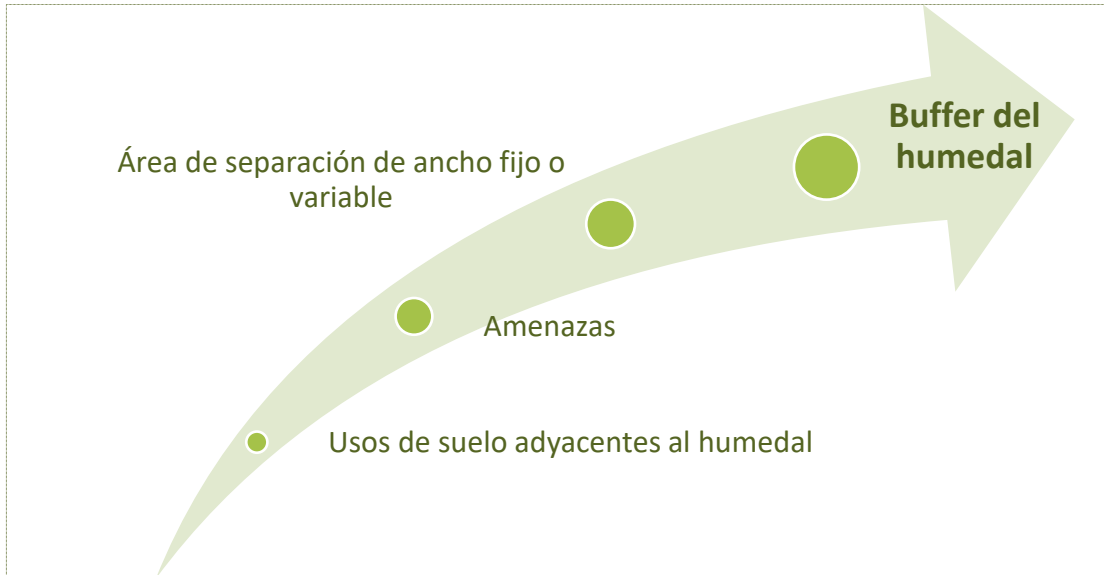 Buffer del
humedal
Área de separación de ancho fijo o
variable
Amenazas
Usos de suelo adyacentes al humedal